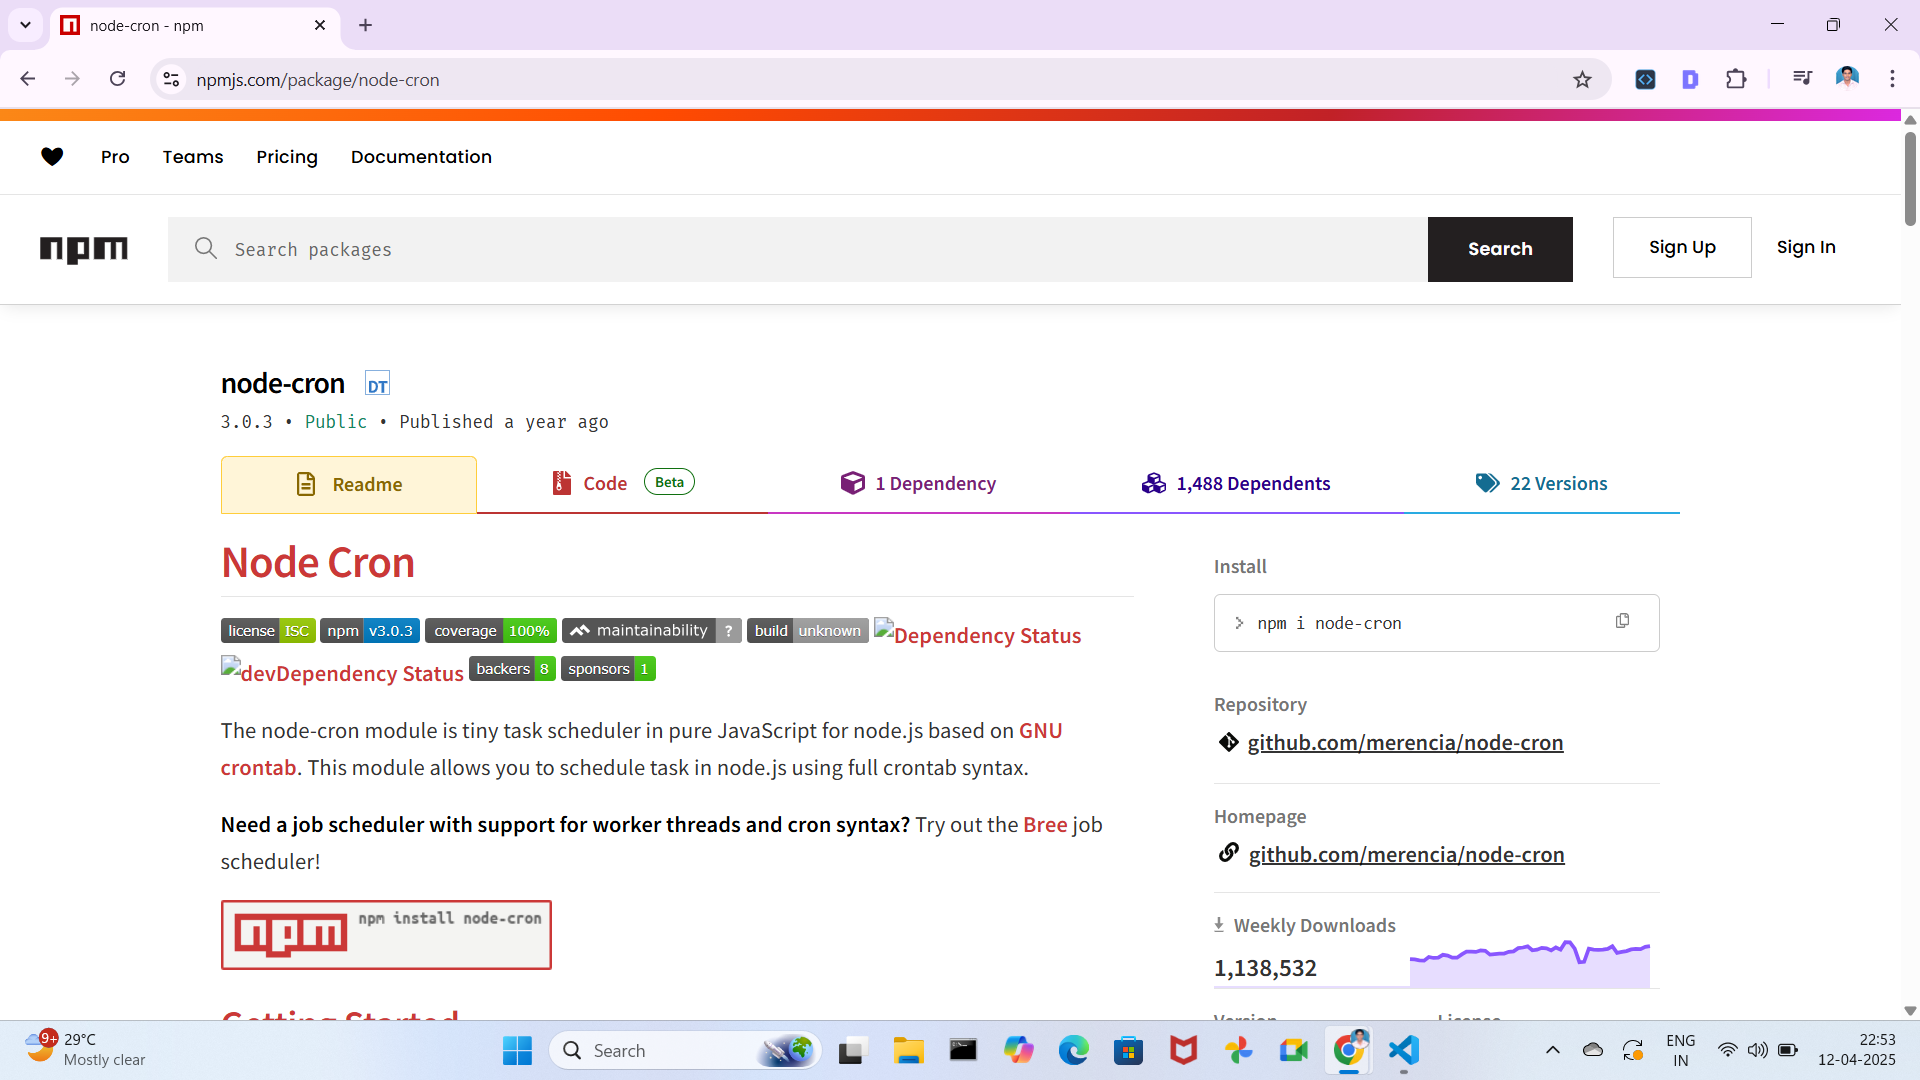 node-cron - npm
npmjs.com/package/node-cron
Pro Teams Pricing Documentation
npm
Search packages
Search
Sign Up
Sign In
node-cron DT
3.0.3 • Public • Published a year ago
Readme
Code Beta
1 Dependency
1,488 Dependents
22 Versions
Node Cron
license ISC npm v3.0.3 coverage 100% maintainability ? build unknown Dependency Status
devDependency Status backers 8 sponsors 1
The node-cron module is tiny task scheduler in pure JavaScript for node.js based on GNU
crontab. This module allows you to schedule task in node.js using full crontab syntax.
Need a job scheduler with support for worker threads and cron syntax? Try out the Bree job
scheduler!
npm npm install node-cron
Getting Started
Install
> npm i node-cron
Repository
github.com/merencia/node-cron
Homepage
github.com/merencia/node-cron
Weekly Downloads
1,138,532
Version License
9+ 29°C
Mostly clear
Search
ENG
IN
22:53
12-04-2025